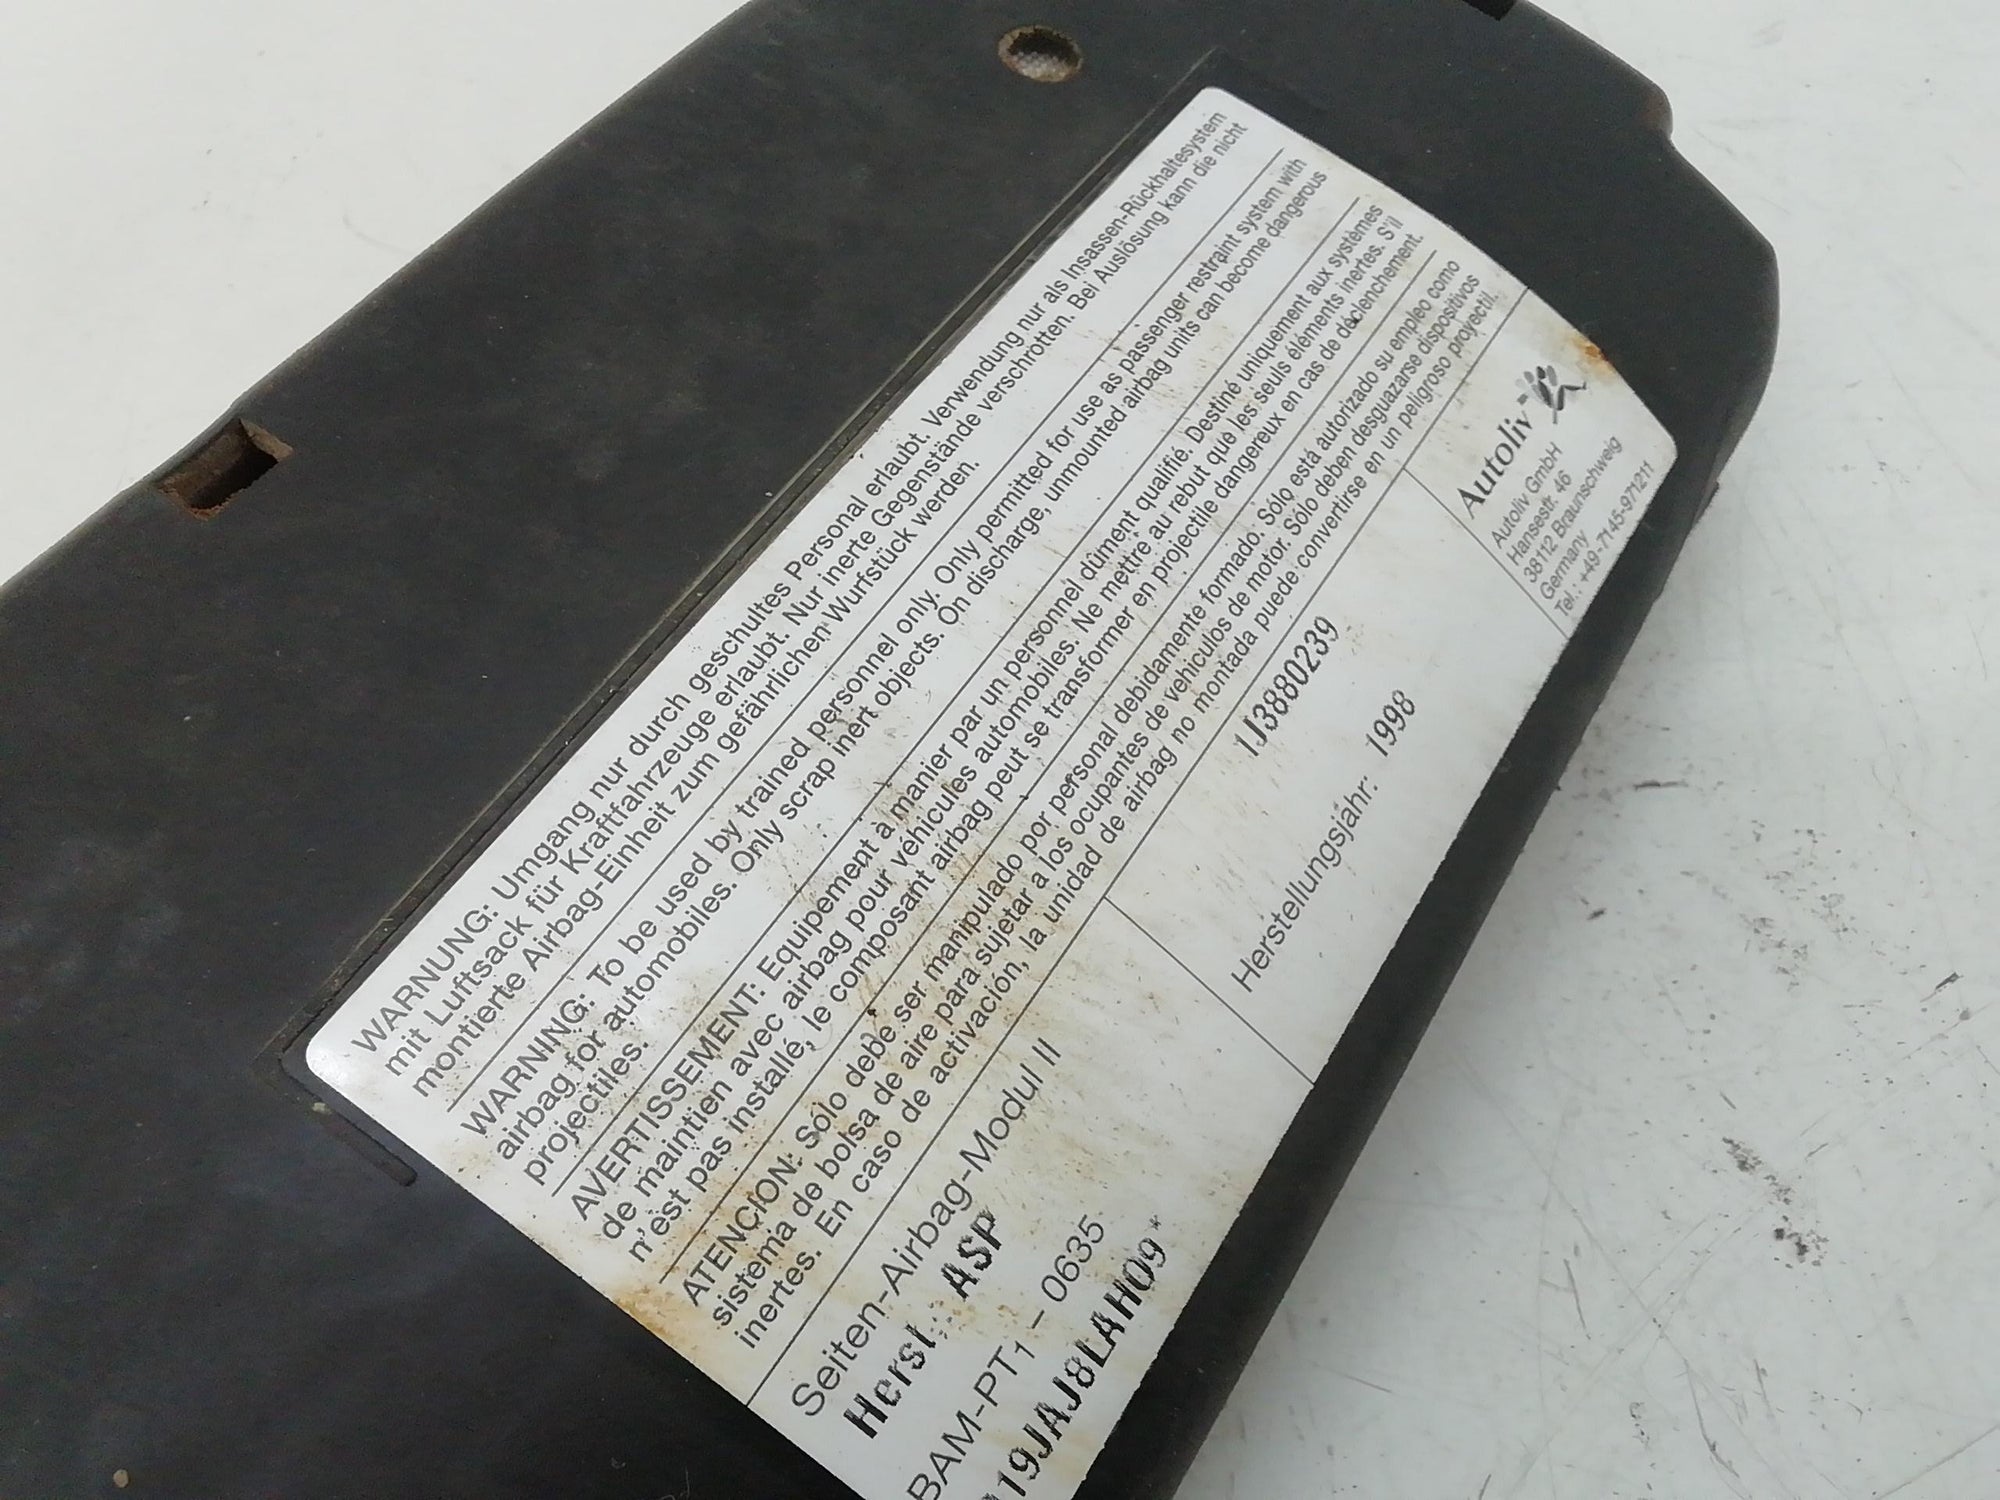 WARNUNG: Umgang nur durch geschultes Personal erlaubt. Verwendung nur als Insassen-Rückhaltesystem
mit Luftsack für Kraftfahrzeuge erlaubt. Nur inerte Gegenstände verschrotten. Bei Auslösung kann die nicht
montierte Airbag-Einheit zum gefährlichen Wurfstück werden.
WARNING: To be used by trained personnel only. Only permitted for use as passenger restraint system with
airbag for automobiles. Only scrap inert objects. On discharge, unmounted airbag units can become dangerous
projectiles.
AVERTISSEMENT: Equipement à manier par un personnel dûment qualifié. Destiné uniquement aux systèmes
de maintien avec airbag pour véhicules automobiles. Ne mettre au rebut que les seuls éléments inertes. S'il
n'est pas installé, le composant airbag peut se transformer en projectile dangereux en cas de déclenchement.
ATENCION: Sólo debe ser manipulado por personal debidamente formado. Sólo está autorizado su empleo como
sistema de bolsa de aire para sujetar a los ocupantes de vehiculos de motor. Sólo deben desguazarse dispositivos
inertes. En caso de activación, la unidad de airbag no montada puede convertirse en un peligroso proyectil.
Seiten-Airbag-Modul II
Herst. ASP
BAM-PT1 – 0635
19JAJ8LAH09*
1J3880239
Herstellungsjahr: 1998
Autoliv
Autoliv GmbH
Hansestr. 46
38112 Braunschweig
Germany
Tel.: +49-7145-971211